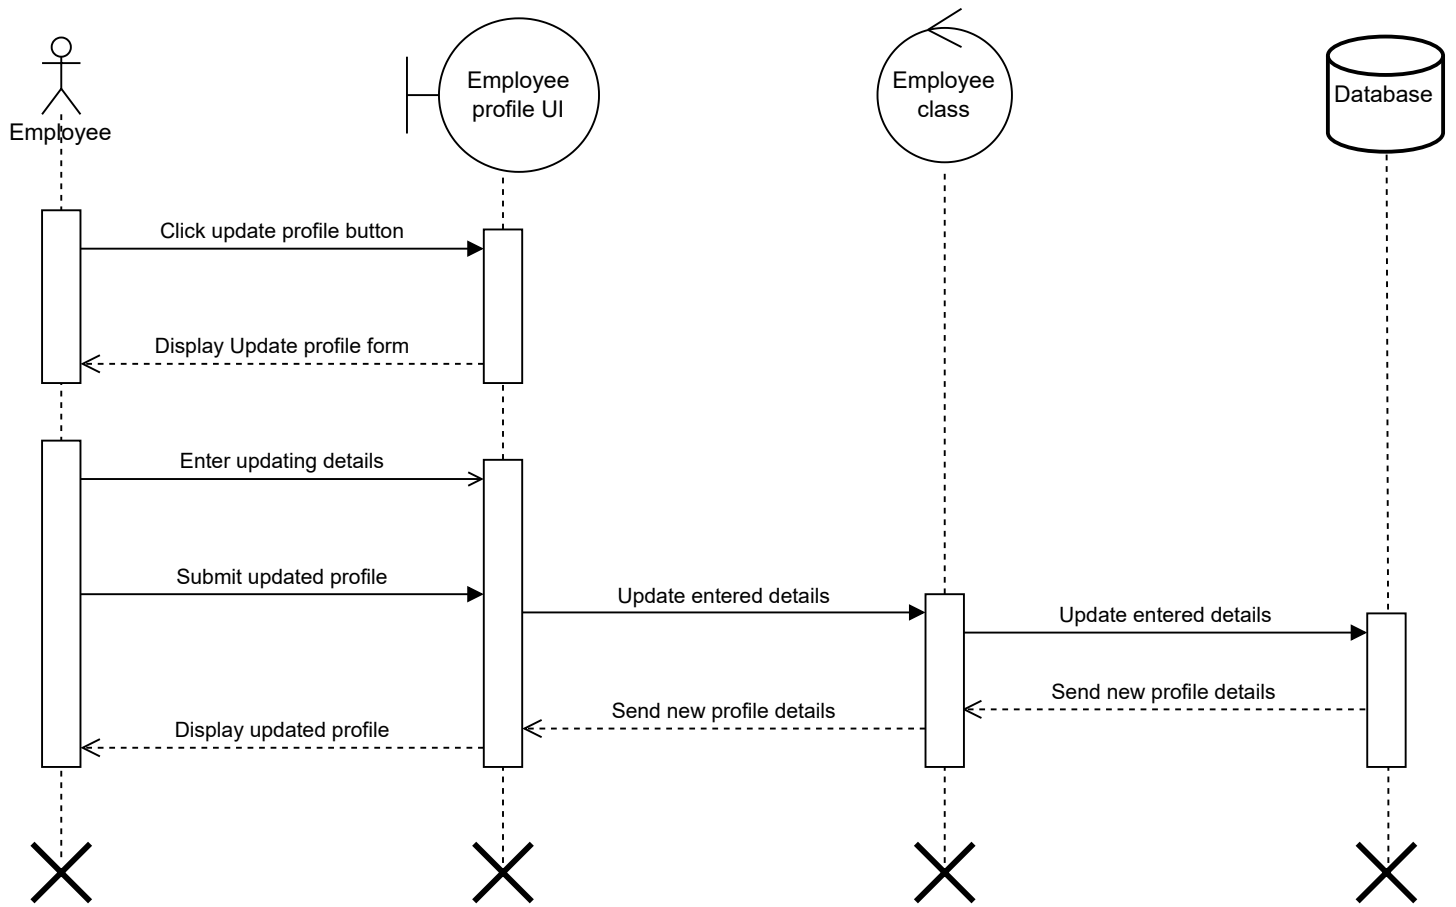 Employee
Employee
profile UI
Employee
class
Database
Click update profile button
Display Update profile form
Enter updating details
Submit updated profile
Update entered details
Update entered details
Send new profile details
Send new profile details
Display updated profile